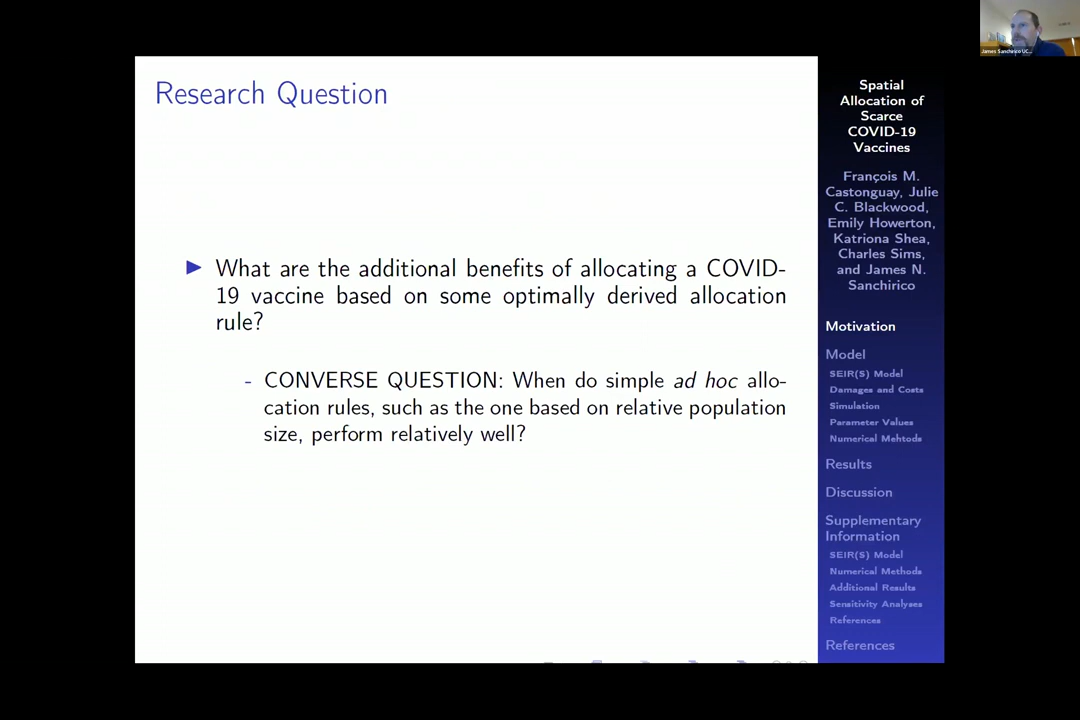 James Sanchirico UC...
Research Question
What are the additional benefits of allocating a COVID-
19 vaccine based on some optimally derived allocation
rule?
- CONVERSE QUESTION: When do simple ad hoc allo-
cation rules, such as the one based on relative population
size, perform relatively well?
Spatial
Allocation of
Scarce
COVID-19
Vaccines
François M.
Castonguay, Julie
C. Blackwood,
Emily Howerton,
Katriona Shea,
Charles Sims,
and James N.
Sanchirico
Motivation
Model
SEIR(S) Model
Damages and Costs
Simulation
Parameter Values
Numerical Mehtods
Results
Discussion
Supplementary
Information
SEIR(S) Model
Numerical Methods
Additional Results
Sensitivity Analyses
References
References